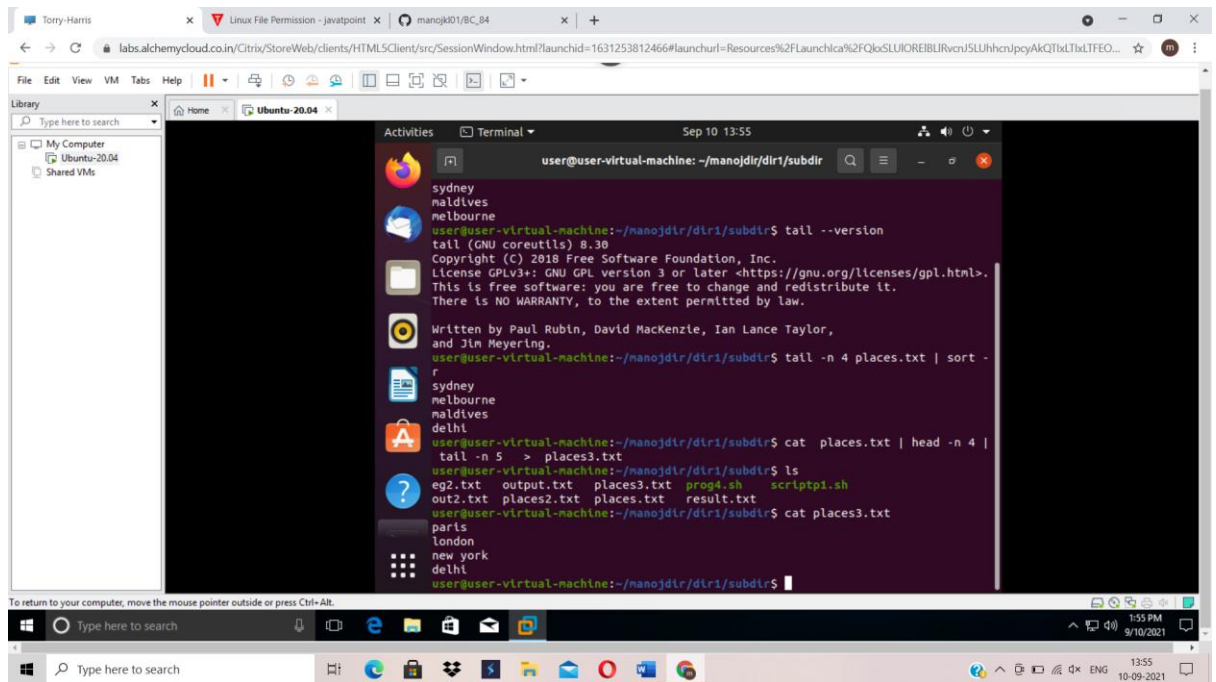 Torry-Harris
Linux File Permission - javatpoint
manojkl01/BC_84
labs.alchemycloud.co.in/Citrix/StoreWeb/clients/HTML5Client/src/SessionWindow.html?launchid=1631253812466#launchurl=Resources%2FLaunchIca%2F
m
File Edit View VM Tabs Help
Library
Type here to search
My Computer
Ubuntu-20.04
Shared VMs
Home
Ubuntu-20.04
Activities
Terminal
Sep 10 13:55
user@user-virtual-machine: ~/manojdir/dir1/subdir
sydney
maldives
melbourne
user@user-virtual-machine:~/manojdir/dir1/subdir$ tail --version
tail (GNU coreutils) 8.30
Copyright (C) 2018 Free Software Foundation, Inc.
License GPLv3+: GNU GPL version 3 or later <https://gnu.org/licenses/gpl.html>.
This is free software: you are free to change and redistribute it.
There is NO WARRANTY, to the extent permitted by law.
Written by Paul Rubin, David MacKenzie, Ian Lance Taylor,
and Jim Meyering.
user@user-virtual-machine:~/manojdir/dir1/subdir$ tail -n 4 places.txt | sort -
r
sydney
melbourne
maldives
delhi
user@user-virtual-machine:~/manojdir/dir1/subdir$ cat  places.txt | head -n 4 |
 tail -n 5  >  places3.txt
user@user-virtual-machine:~/manojdir/dir1/subdir$ ls
eg2.txt  output.txt  places3.txt  prog4.sh  scriptp1.sh
out2.txt  places2.txt  places.txt  result.txt
user@user-virtual-machine:~/manojdir/dir1/subdir$ cat places3.txt
paris
london
new york
delhi
user@user-virtual-machine:~/manojdir/dir1/subdir$
To return to your computer, move the mouse pointer outside or press Ctrl+Alt.
Type here to search
1:55 PM
9/10/2021
Type here to search
ENG
13:55
10-09-2021